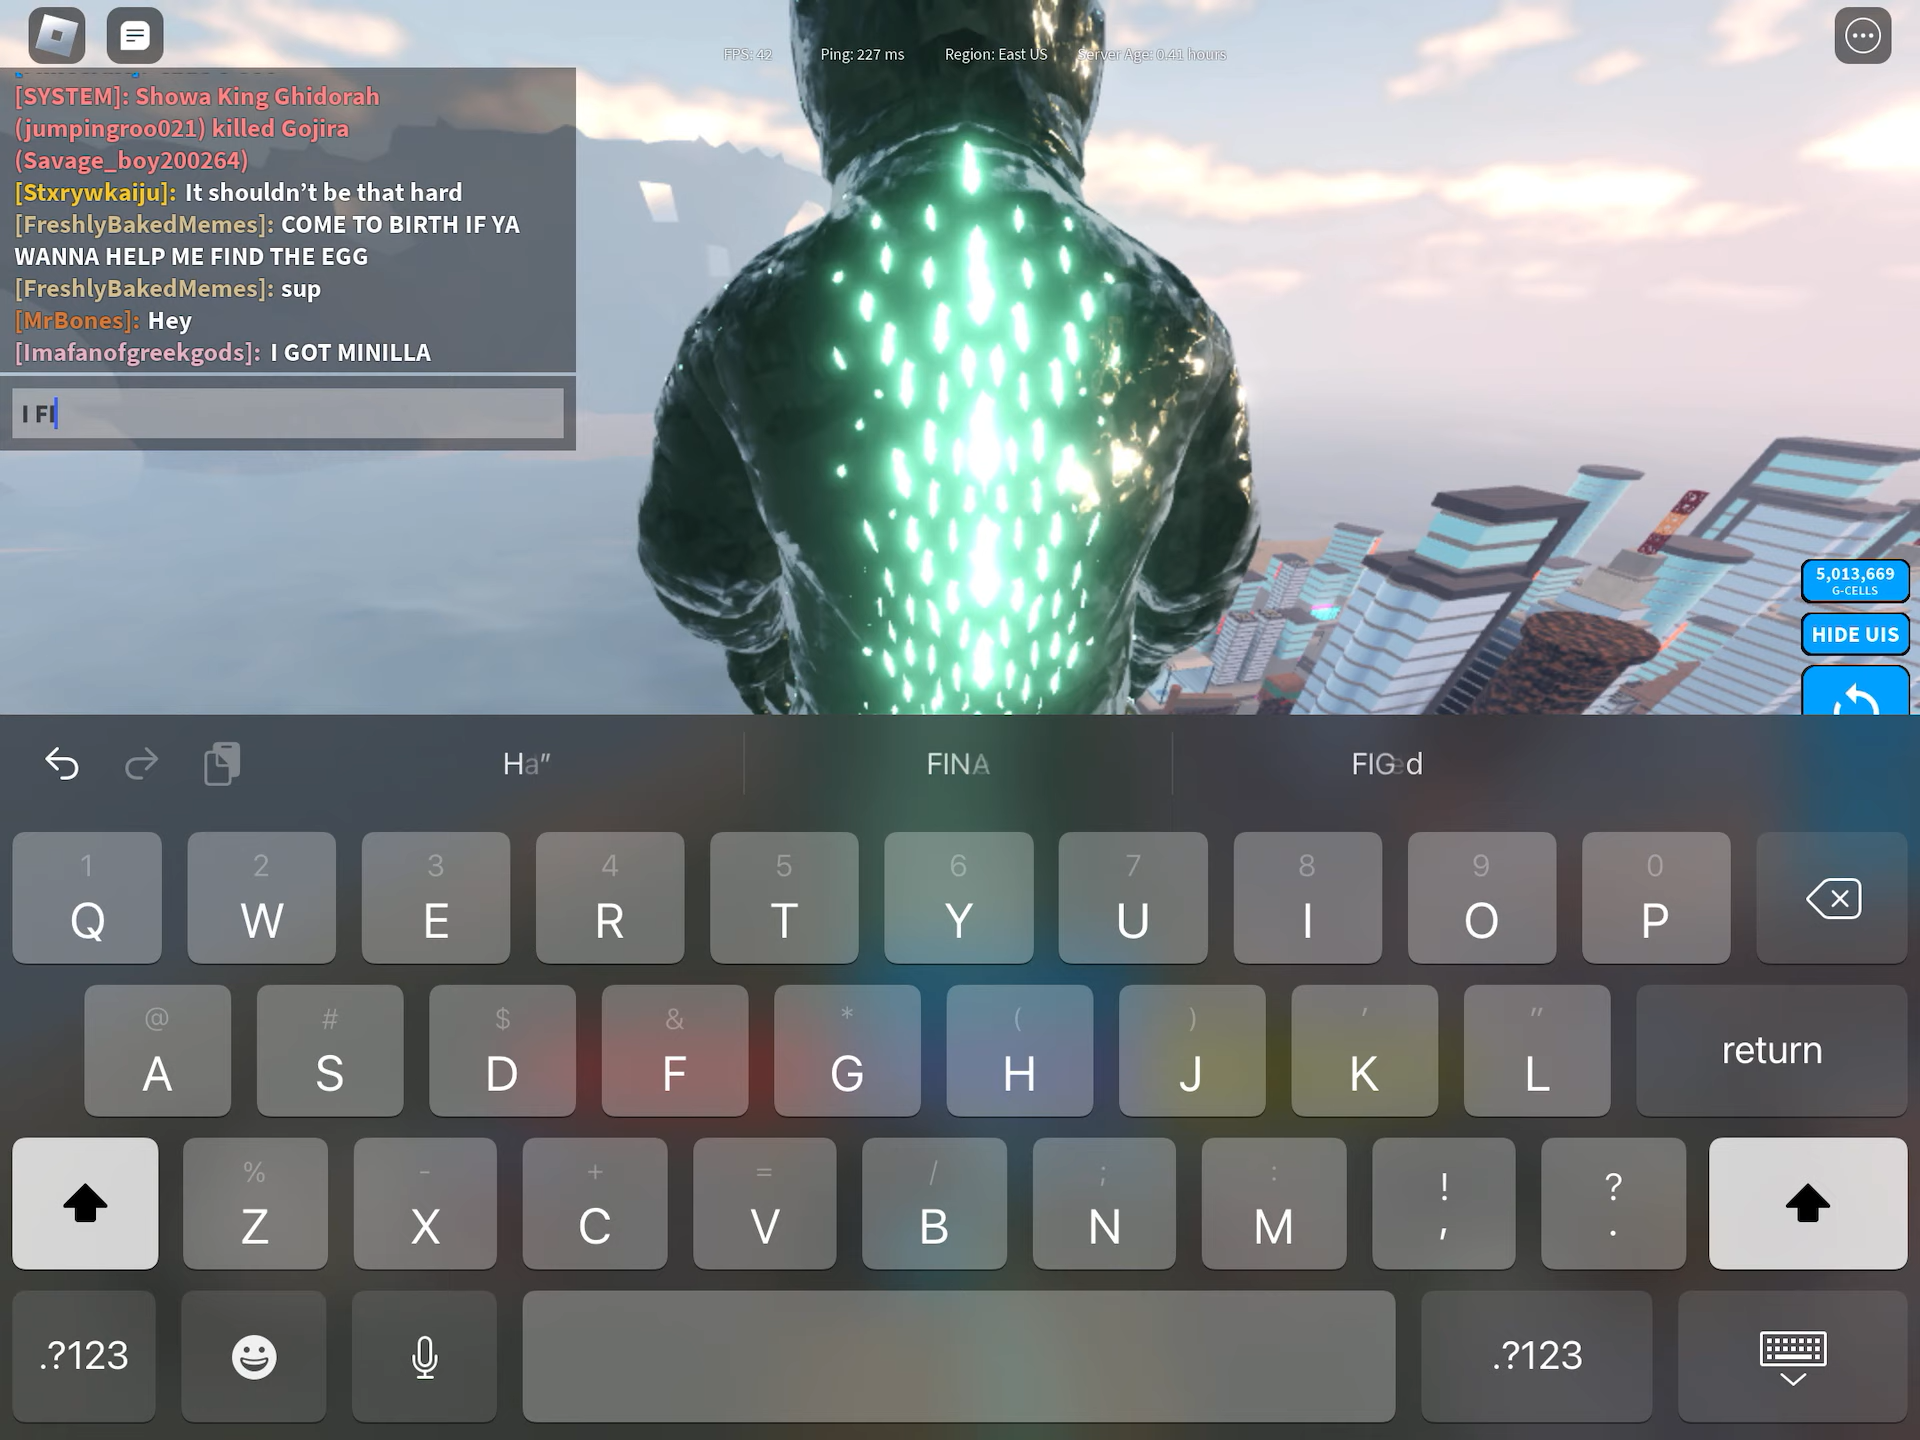 FPS: 42 Ping: 227 ms Region: East US Server Age: 0.41 hours
[SYSTEM]: Showa King Ghidorah
(jumpingroo021) killed Gojira
(Savage_boy200264)
[Stxrywkaiju]: It shouldn't be that hard
[FreshlyBakedMemes]: COME TO BIRTH IF YA
WANNA HELP ME FIND THE EGG
[FreshlyBakedMemes]: sup
[MrBones]: Hey
[Imafanofgreekgods]: I GOT MINILLA
I FI
5,013,669
G-CELLS
HIDE UIS
1 2 3 4 5 6 7 8 9 0
Q W E R T Y U I O P
@ # $ & * ( ) ' "
A S D F G H J K L return
% - + = / ; : ! ?
Z X C V B N M , .
.?123 .?123